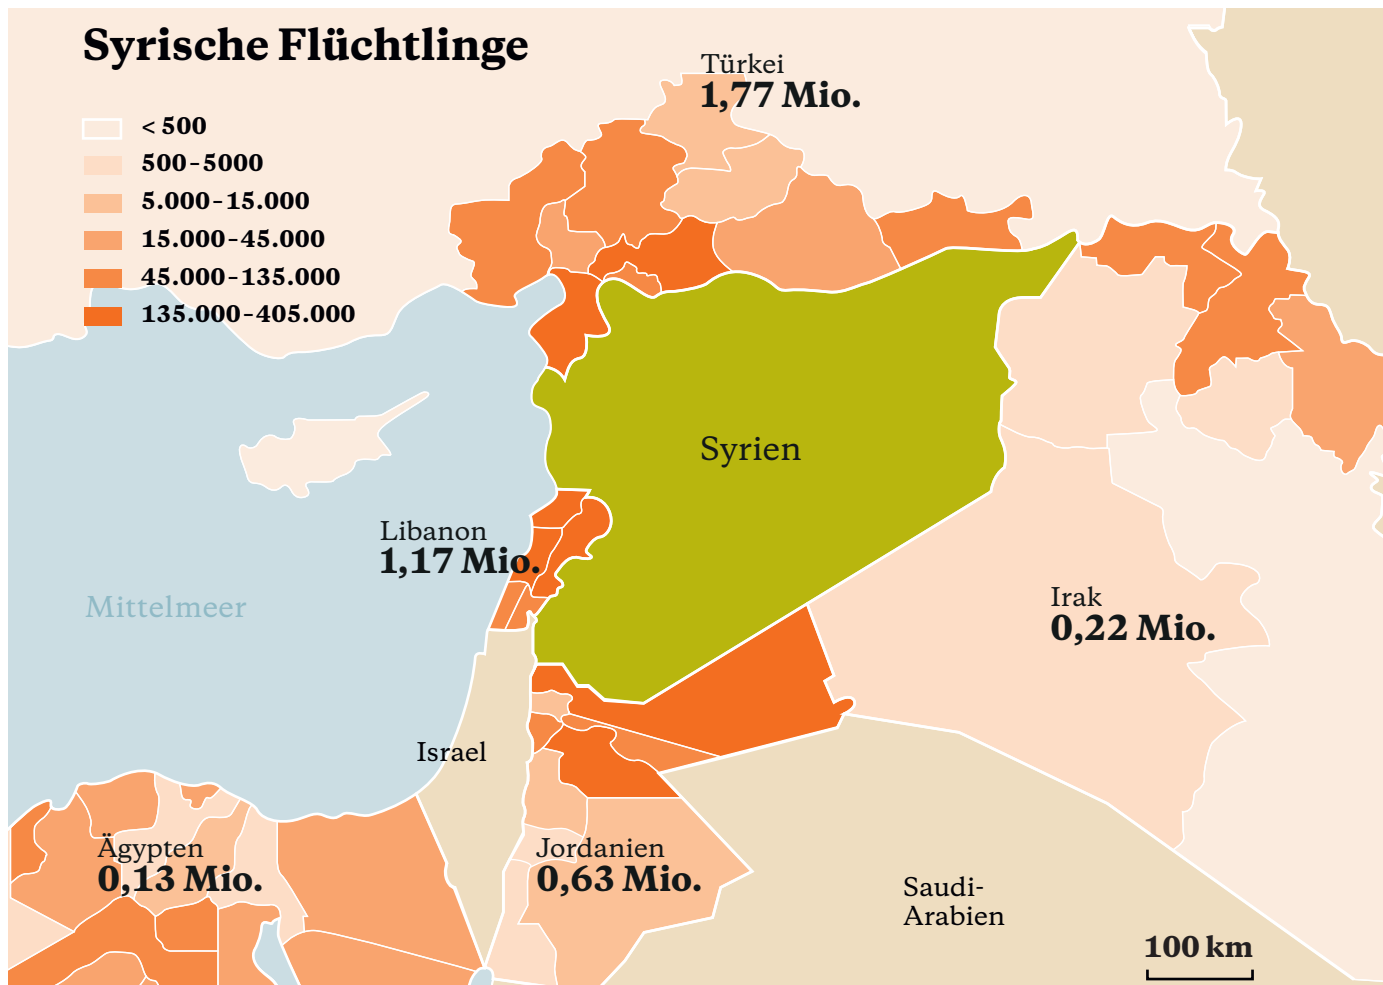 Syrische Flüchtlinge
< 500
500-5000
5.000-15.000
15.000-45.000
45.000-135.000
135.000-405.000
Türkei
1,77 Mio.
Syrien
Libanon
1,17 Mio.
Mittelmeer
Irak
0,22 Mio.
Israel
Ägypten
0,13 Mio.
Jordanien
0,63 Mio.
Saudi-
Arabien
100 km